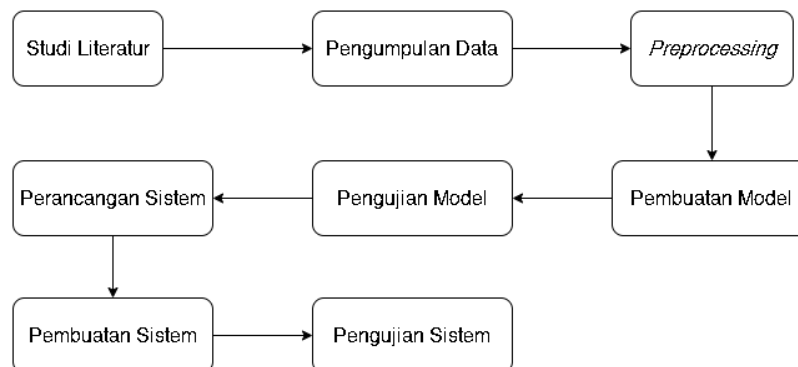 Studi Literatur
Pengumpulan Data
Preprocessing
Pembuatan Model
Pengujian Model
Perancangan Sistem
Pembuatan Sistem
Pengujian Sistem